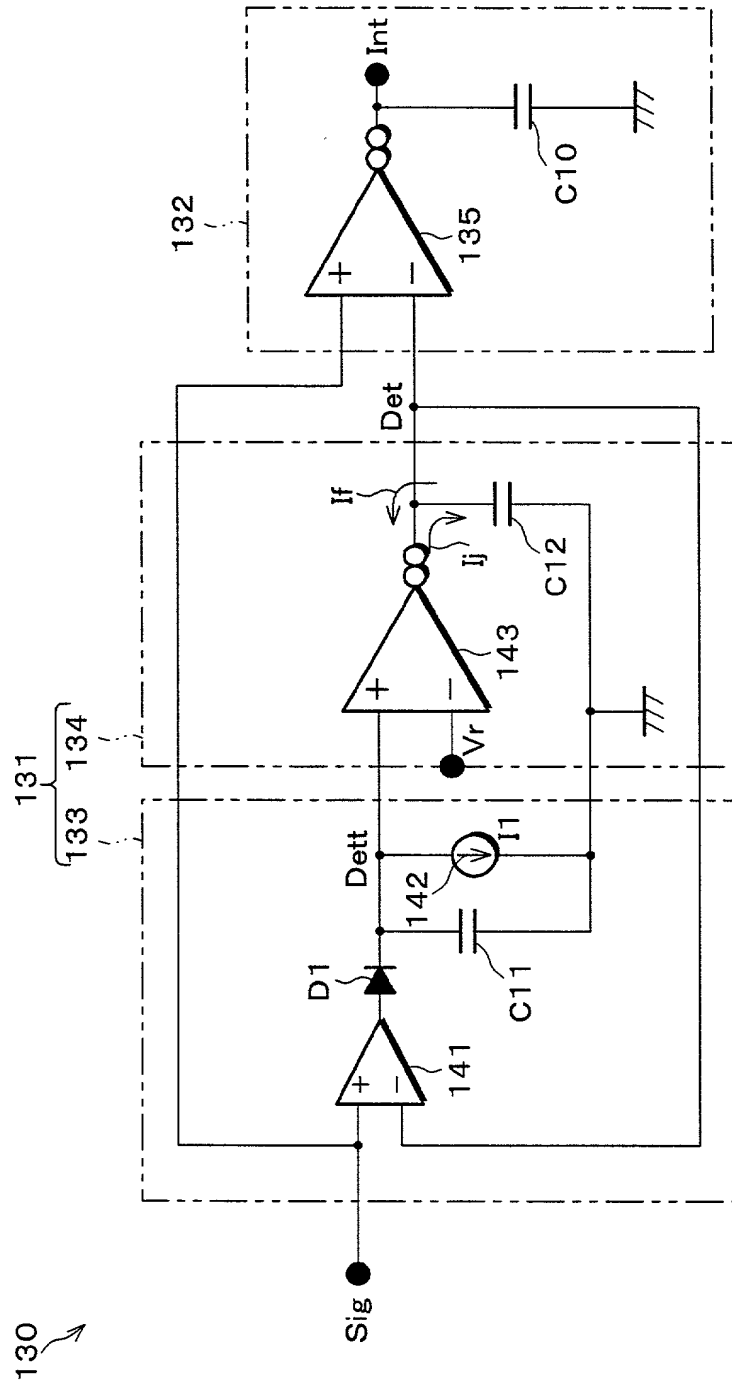 130
131
133 134
132
Sig
+
−
141
D1
Dett
C11
142
I1
Vr
+
−
143
If
Ij
C12
Det
+
−
135
Int
C10